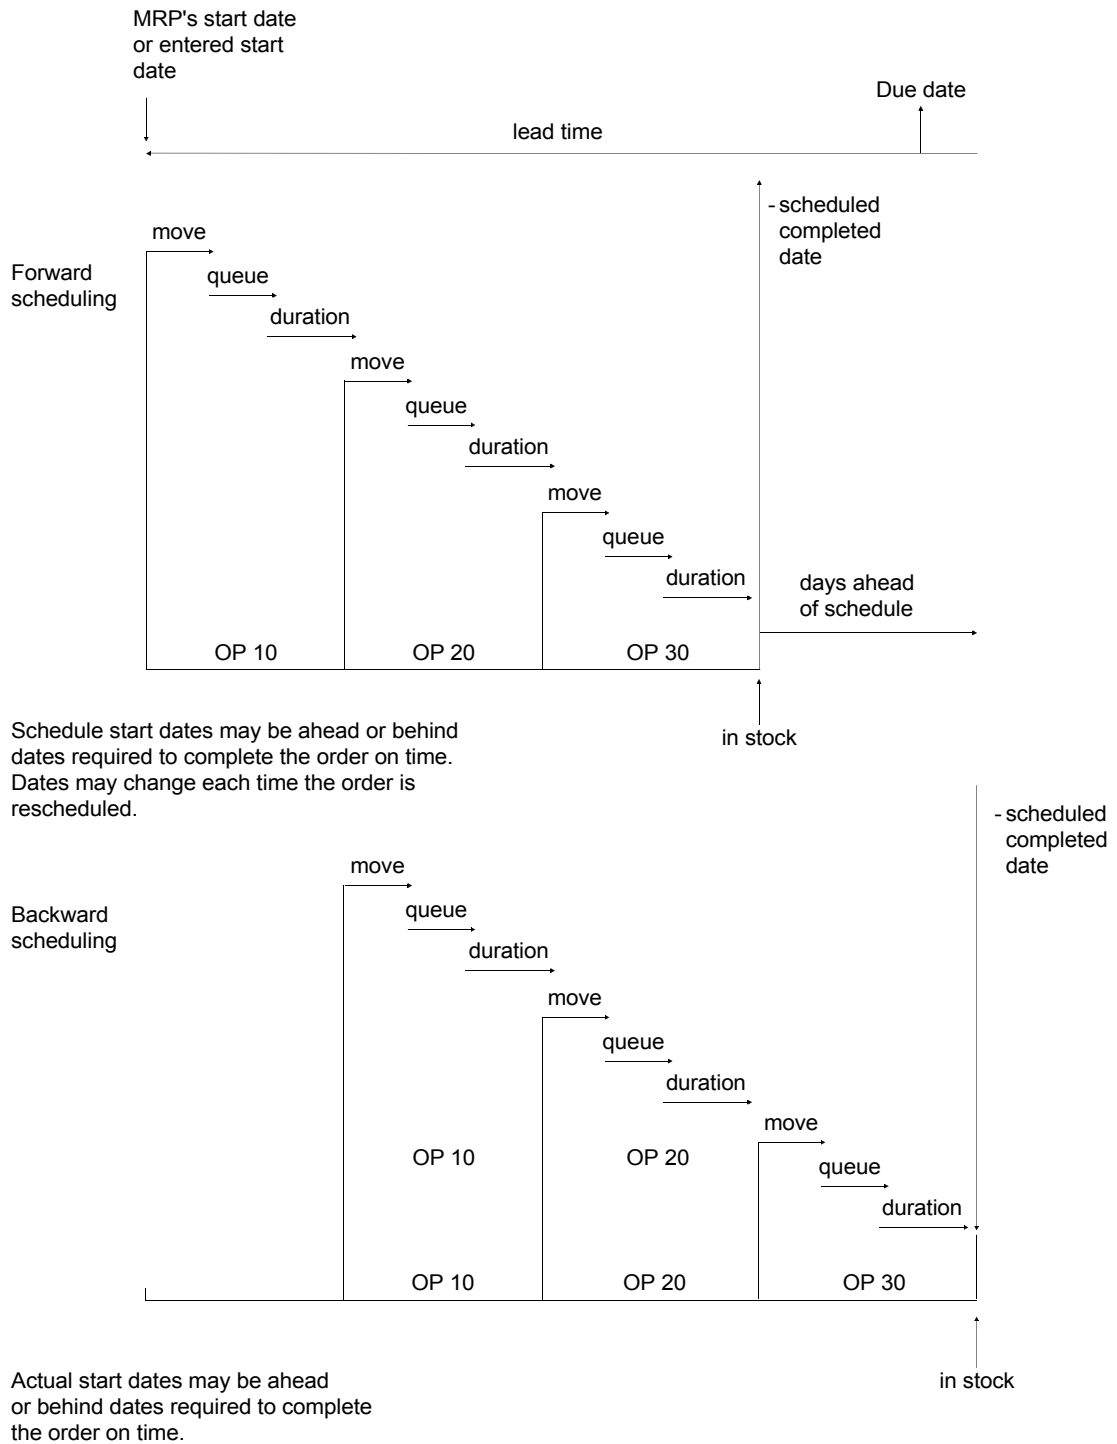 MRP's start date
or entered start
date
Due date
lead time
- scheduled
completed
date
move
Forward
scheduling
queue
duration
move
queue
duration
move
queue
duration
days ahead
of schedule
OP 10
OP 20
OP 30
in stock
Schedule start dates may be ahead or behind
dates required to complete the order on time.
Dates may change each time the order is
rescheduled.
- scheduled
completed
date
move
Backward
scheduling
queue
duration
move
queue
duration
move
OP 10
OP 20
queue
duration
OP 10
OP 20
OP 30
in stock
Actual start dates may be ahead
or behind dates required to complete
the order on time.